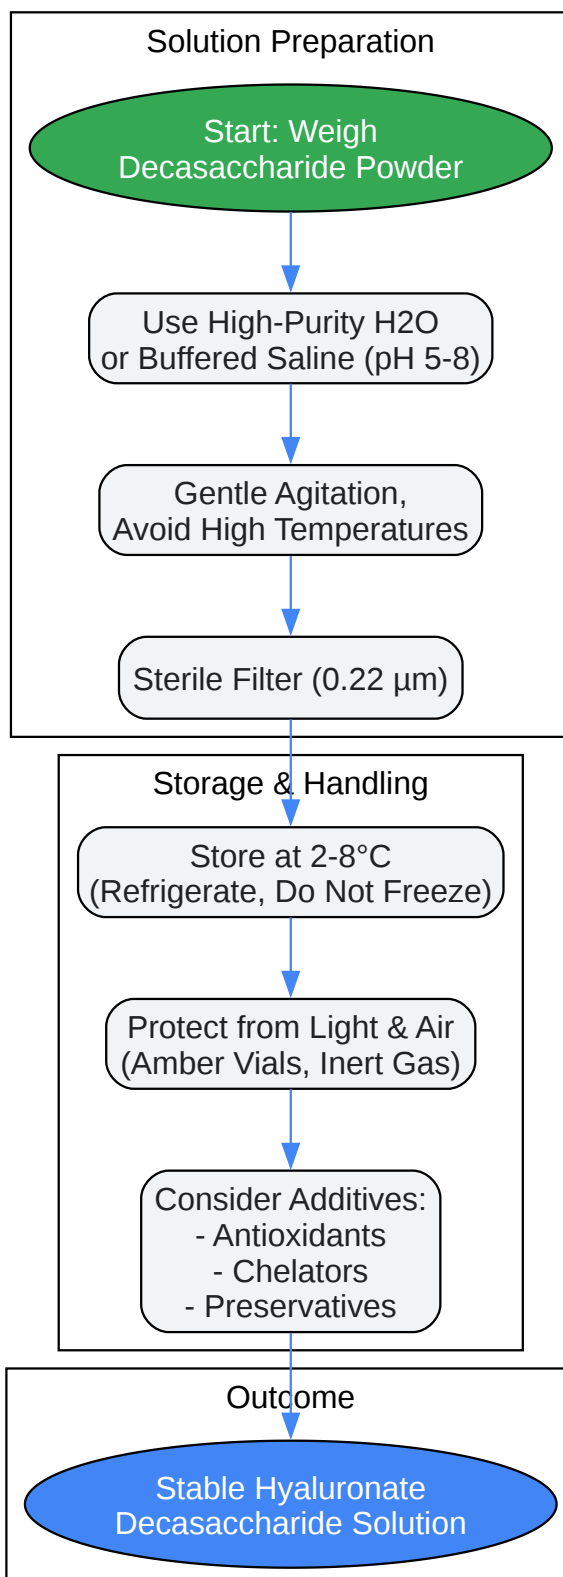 Solution Preparation
Start: Weigh
Decasaccharide Powder
Use High-Purity H2O
or Buffered Saline (pH 5-8)
Gentle Agitation,
Avoid High Temperatures
Sterile Filter (0.22 µm)
Storage & Handling
Store at 2-8°C
(Refrigerate, Do Not Freeze)
Protect from Light & Air
(Amber Vials, Inert Gas)
Consider Additives:
- Antioxidants
- Chelators
- Preservatives
Outcome
Stable Hyaluronate
Decasaccharide Solution